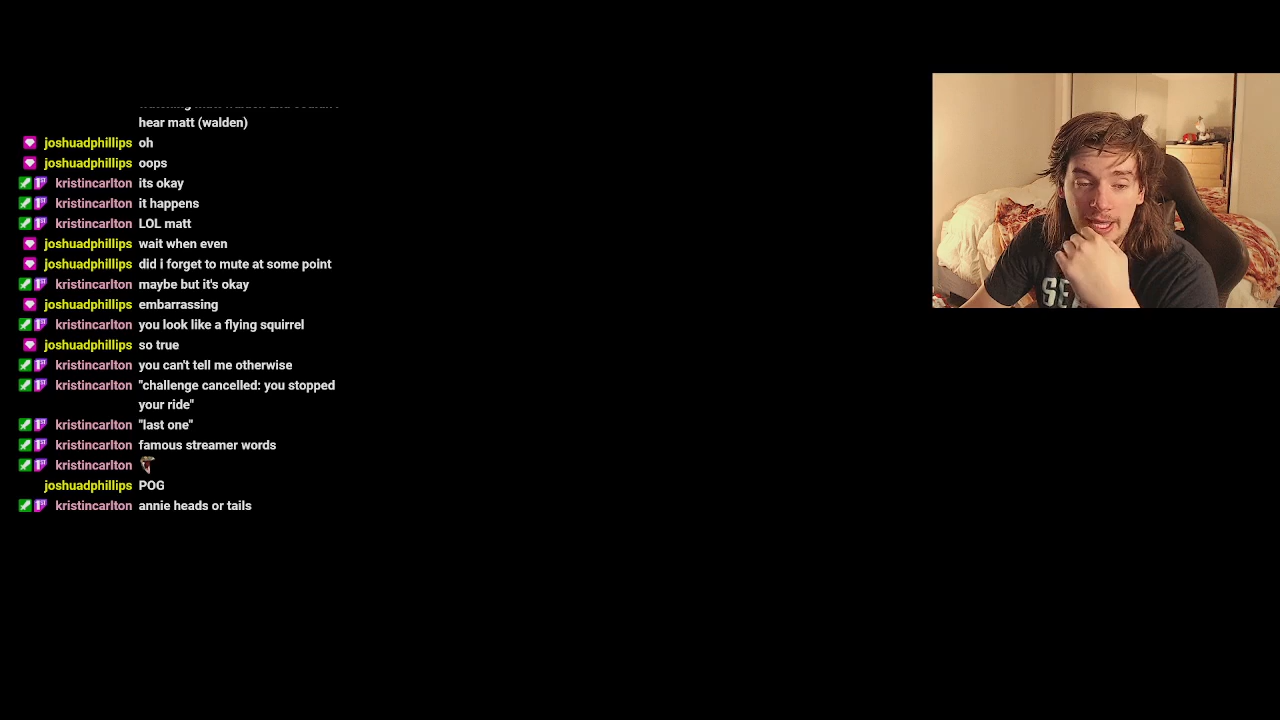 hear matt (walden)
joshuadphillips oh
joshuadphillips oops
kristincarlton its okay
kristincarlton it happens
kristincarlton LOL matt
joshuadphillips wait when even
joshuadphillips did i forget to mute at some point
kristincarlton maybe but it's okay
joshuadphillips embarrassing
kristincarlton you look like a flying squirrel
joshuadphillips so true
kristincarlton you can't tell me otherwise
kristincarlton "challenge cancelled: you stopped
your ride"
kristincarlton "last one"
kristincarlton famous streamer words
kristincarlton
joshuadphillips POG
kristincarlton annie heads or tails